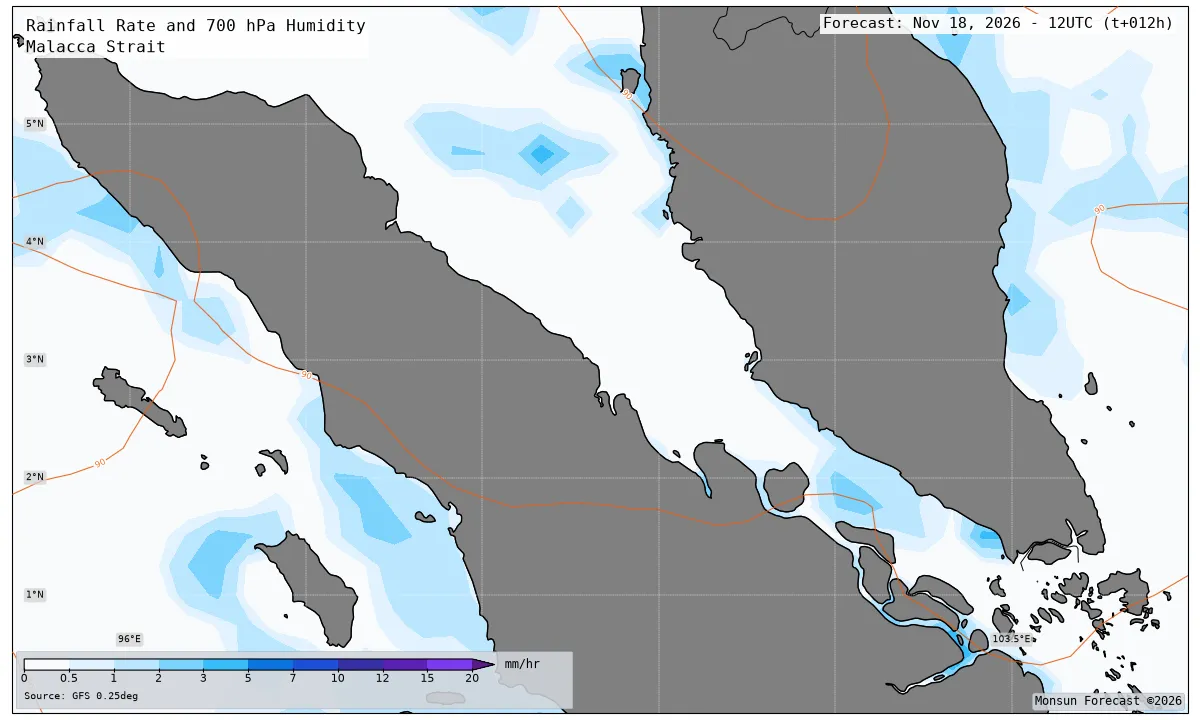 Rainfall Rate and 700 hPa Humidity
Malacca Strait
Forecast: Nov 18, 2026 - 12UTC (t+012h)
90
5°N
90
4°N
3°N
90
90
2°N
1°N
96°E
103.5°E
0 0.5 1 2 3 5 7 10 12 15 20
mm/hr
Source: GFS 0.25deg
Monsun Forecast ©2026